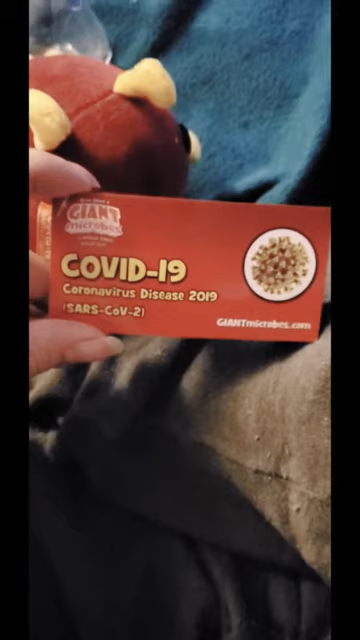 GIANT
microbes
COVID-19
Coronavirus Disease 2019
(SARS-CoV-2)
GIANTmicrobes.com